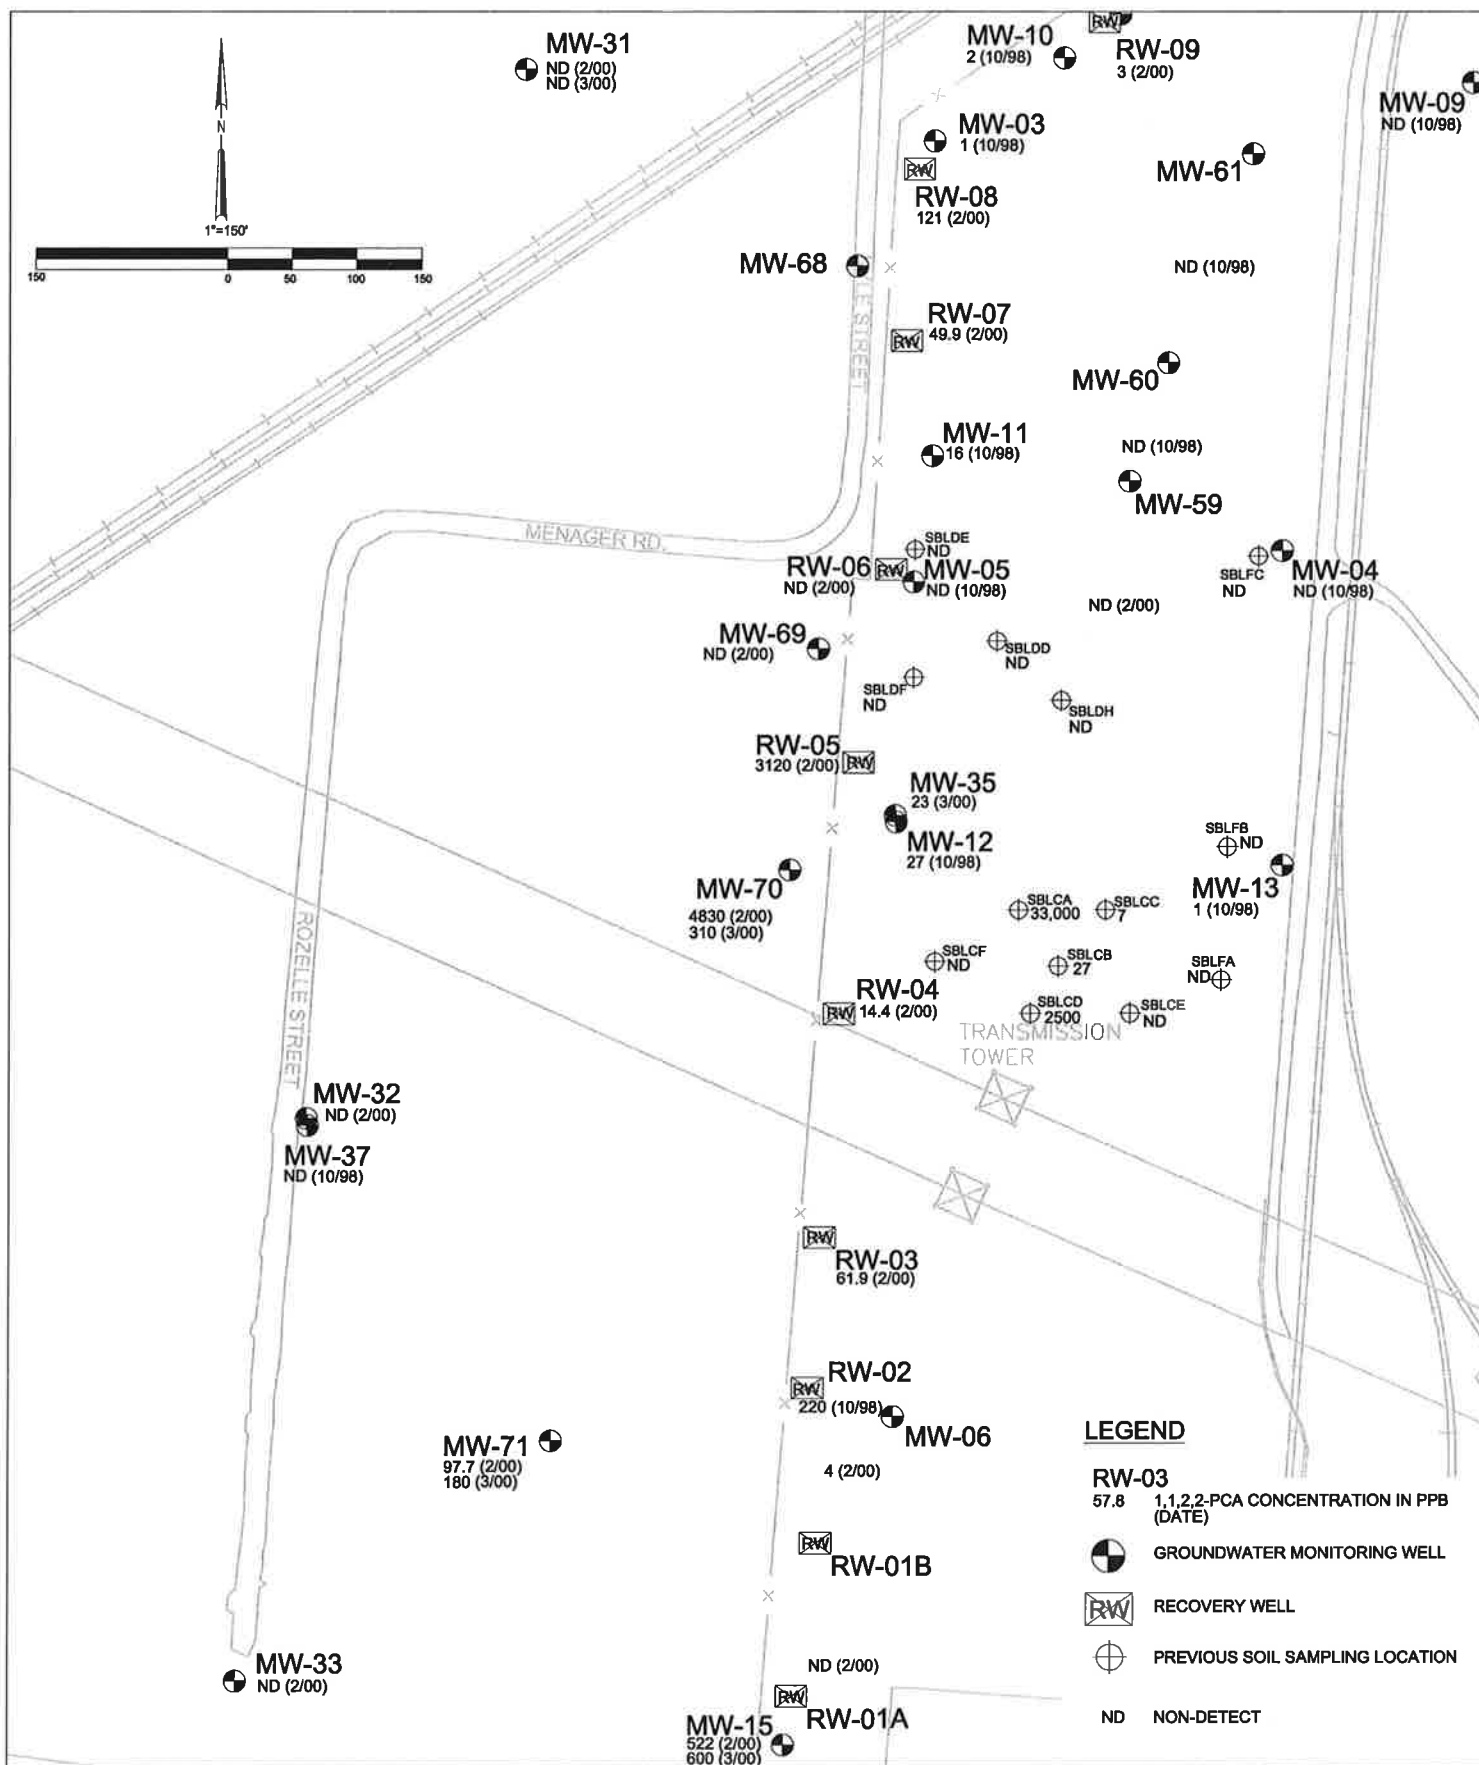 MW-31
ND (2/00)
ND (3/00)
N
1"=150'
150
0
50
100
150
MW-10
2 (10/98)
RW
RW-09
3 (2/00)
MW-09
ND (10/98)
MW-03
1 (10/98)
MW-61
RW
RW-08
121 (2/00)
MW-68
ND (10/98)
RW-07
49.9 (2/00)
RW
STREET
MW-60
MW-11
16 (10/98)
ND (10/98)
MW-59
MENAGER RD.
SBLDE
ND
RW-06
ND (2/00)
RW
MW-05
ND (10/98)
SBLFC
ND
MW-04
ND (10/98)
ND (2/00)
MW-69
ND (2/00)
SBLDD
ND
SBLDF
ND
SBLDH
ND
RW-05
3120 (2/00)
RW
MW-35
23 (3/00)
MW-12
27 (10/98)
SBLFB
ND
MW-13
1 (10/98)
MW-70
4830 (2/00)
310 (3/00)
SBLCA
33,000
SBLCC
7
SBLCF
ND
SBLCB
27
SBLFA
ND
RW-04
14.4 (2/00)
RW
SBLCD
2500
SBLCE
ND
TRANSMISSION
TOWER
ROZELLE STREET
MW-32
ND (2/00)
MW-37
ND (10/98)
RW
RW-03
61.9 (2/00)
RW-02
RW
220 (10/98)
MW-06
MW-71
97.7 (2/00)
180 (3/00)
4 (2/00)
RW
RW-01B
MW-33
ND (2/00)
ND (2/00)
RW
RW-01A
MW-15
522 (2/00)
600 (3/00)
LEGEND
RW-03
57.8 1,1,2,2-PCA CONCENTRATION IN PPB
(DATE)
GROUNDWATER MONITORING WELL
RW RECOVERY WELL
PREVIOUS SOIL SAMPLING LOCATION
ND NON-DETECT